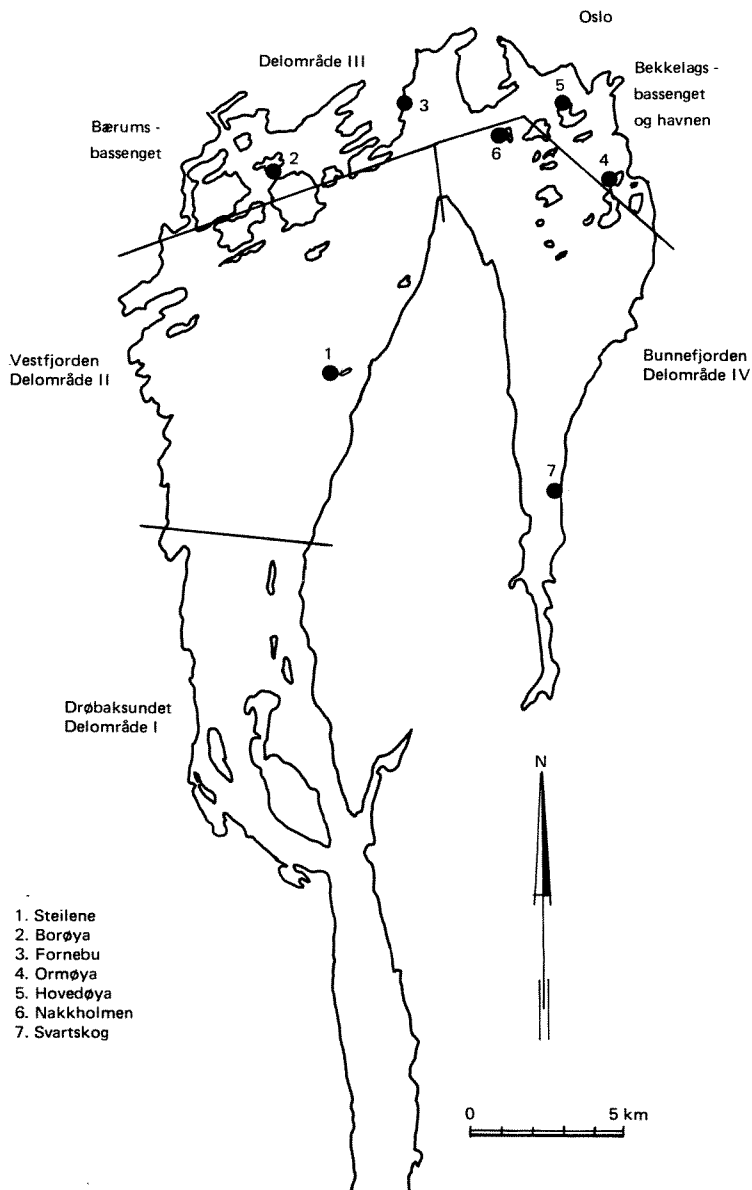 Oslo
Delområde III
Bekkelags-
bassenget
og havnen
Bærums-
bassenget
5
3
6
2
4
1
Vestfjorden
Delområde II
Bunnefjorden
Delområde IV
7
Drøbaksundet
Delområde I
N
1. Steilene
2. Borøya
3. Fornebu
4. Ormøya
5. Hovedøya
6. Nakkholmen
7. Svartskog
0 5 km